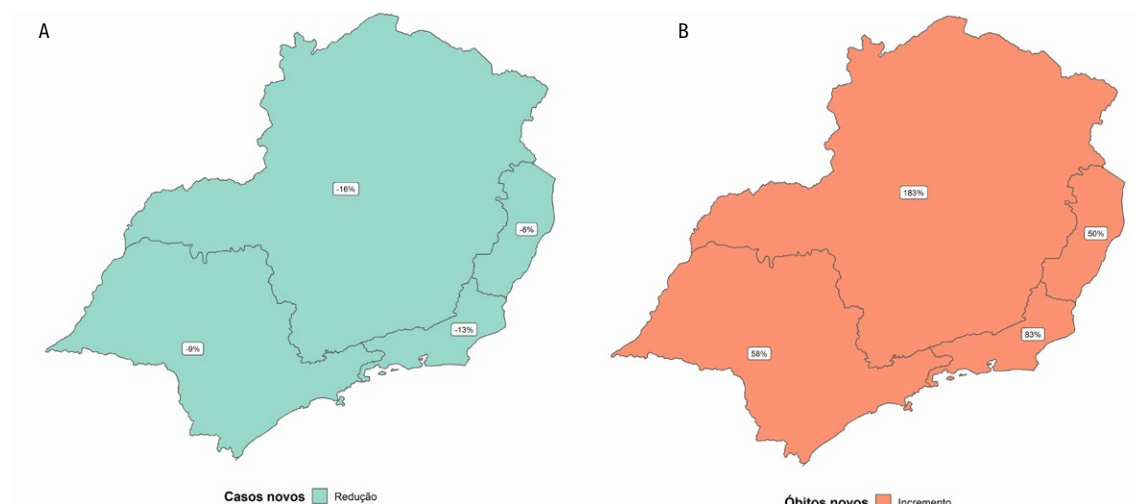 A
-16%
-6%
-13%
-9%
Casos novos Redução
B
183%
50%
83%
58%
Óbitos novos Incremento